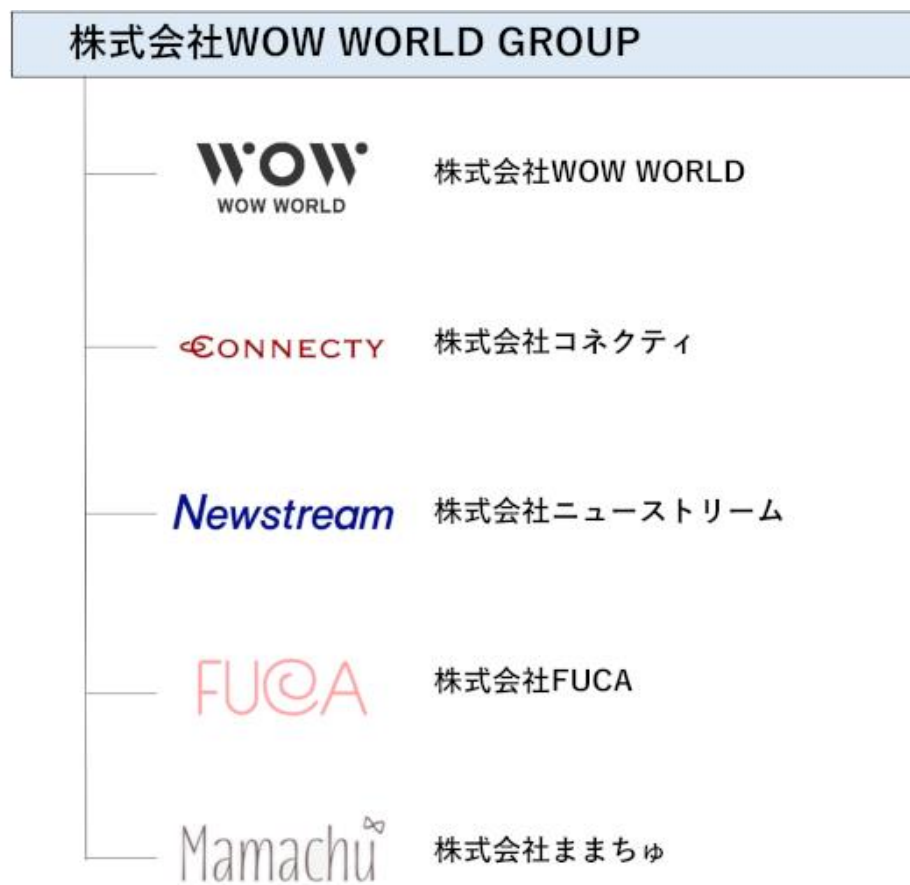 株式会社WOW WORLD GROUP
WOW
WOW WORLD
株式会社WOW WORLD
CONNECTY
株式会社コネクティ
Newstream
株式会社ニューストリーム
FUCA
株式会社FUCA
Mamachu
株式会社ままちゅ